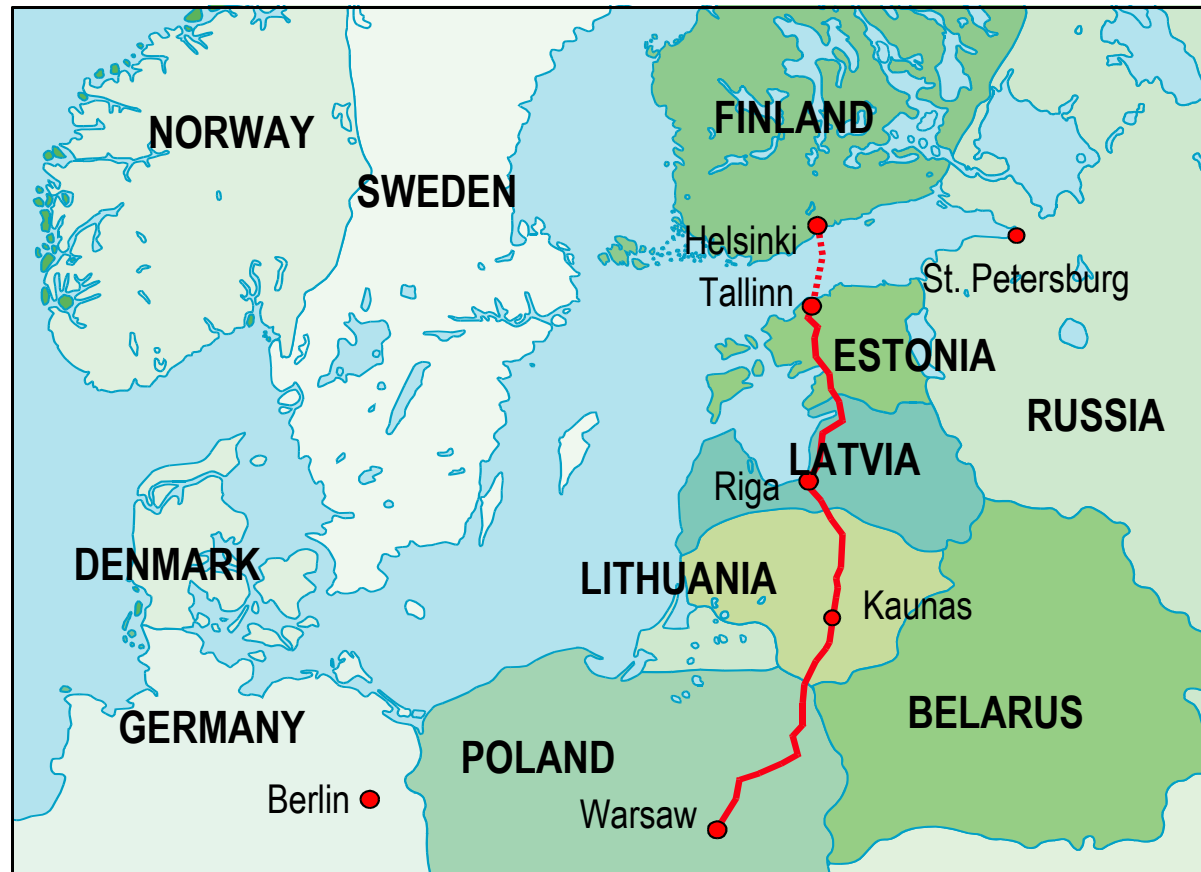 NORWAY
FINLAND
SWEDEN
Helsinki
St. Petersburg
Tallinn
ESTONIA
RUSSIA
LATVIA
Riga
DENMARK
LITHUANIA
Kaunas
GERMANY
BELARUS
POLAND
Berlin
Warsaw